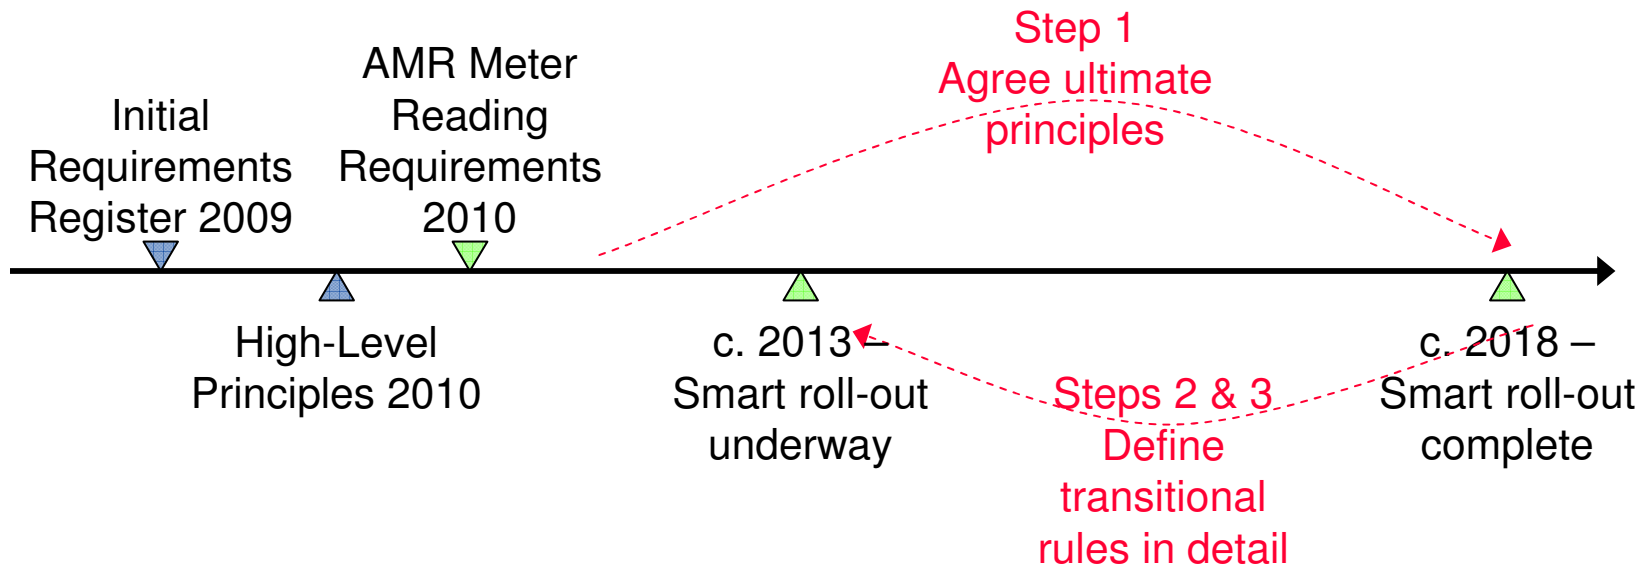 Initial
Requirements
Register 2009
AMR Meter
Reading
Requirements
2010
Step 1
Agree ultimate
principles
High-Level
Principles 2010
c. 2013 –
Smart roll-out
underway
Steps 2 & 3
Define
transitional
rules in detail
c. 2018 –
Smart roll-out
complete